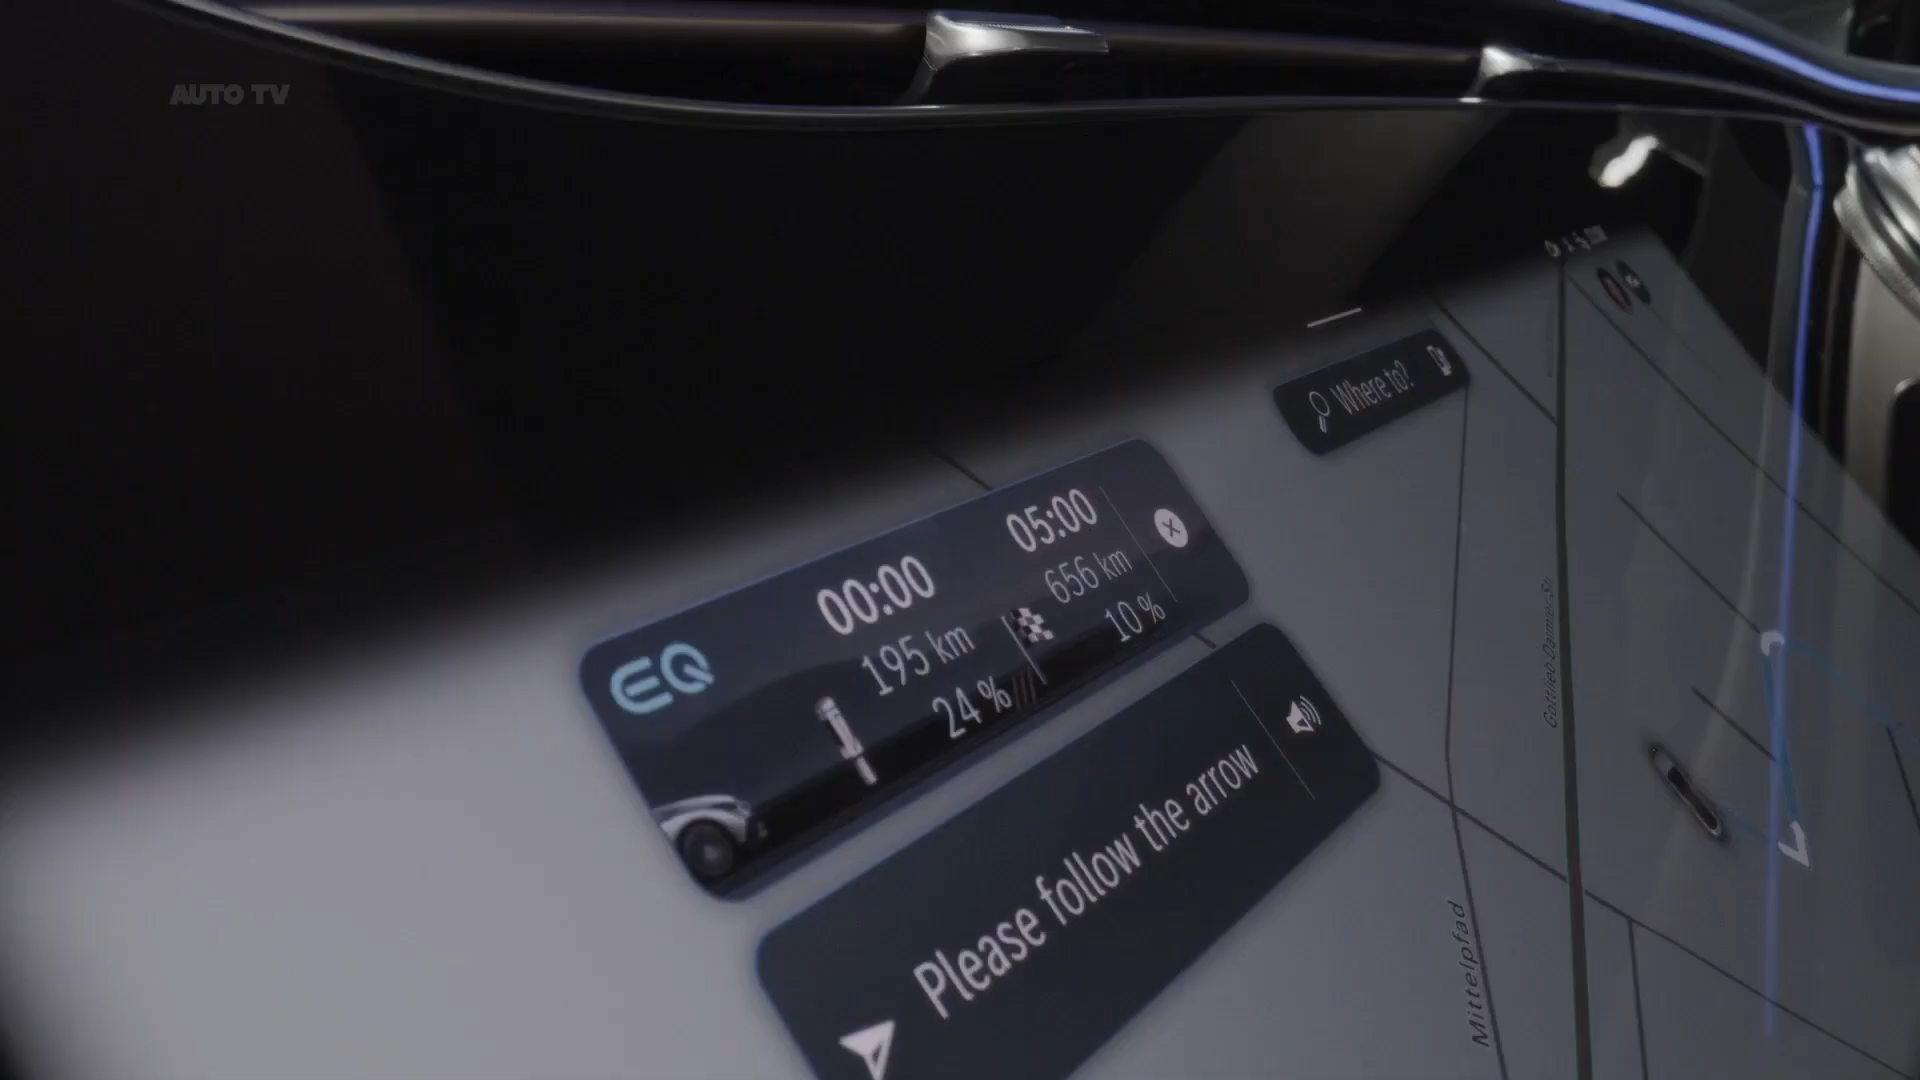 AUTO TV
Where to?
EQ
00:00
195 km
24 %
05:00
656 km
10 %
Please follow the arrow
Gottlieb-Daimler-St
Mittelpfad